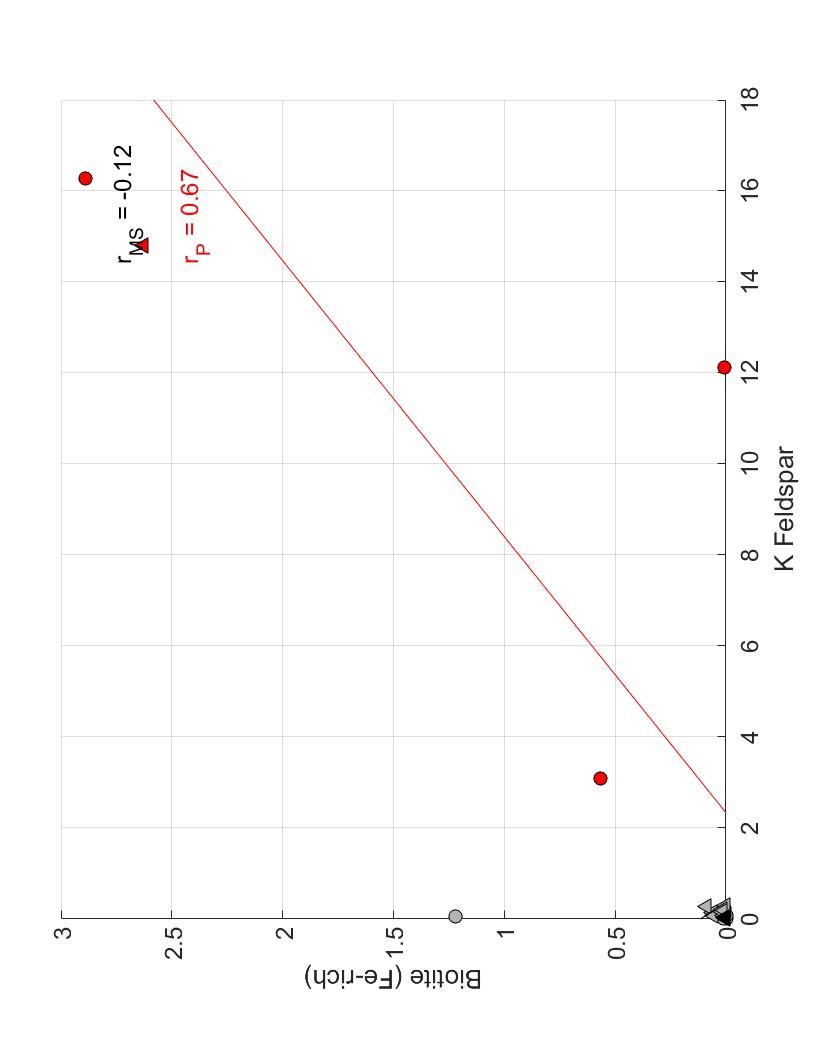 3
2.5
2
1.5
1
0.5
0
Biotite (Fe-rich)
r_MS = -0.12
r_P = 0.67
0 2 4 6 8 10 12 14 16 18
K Feldspar